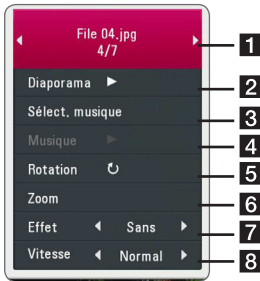 File 04.jpg
4/7
Diaporama
Sélect. musique
Musique
Rotation
Zoom
Effet Sans
Vitesse Normal
1
2
3
4
5
6
7
8